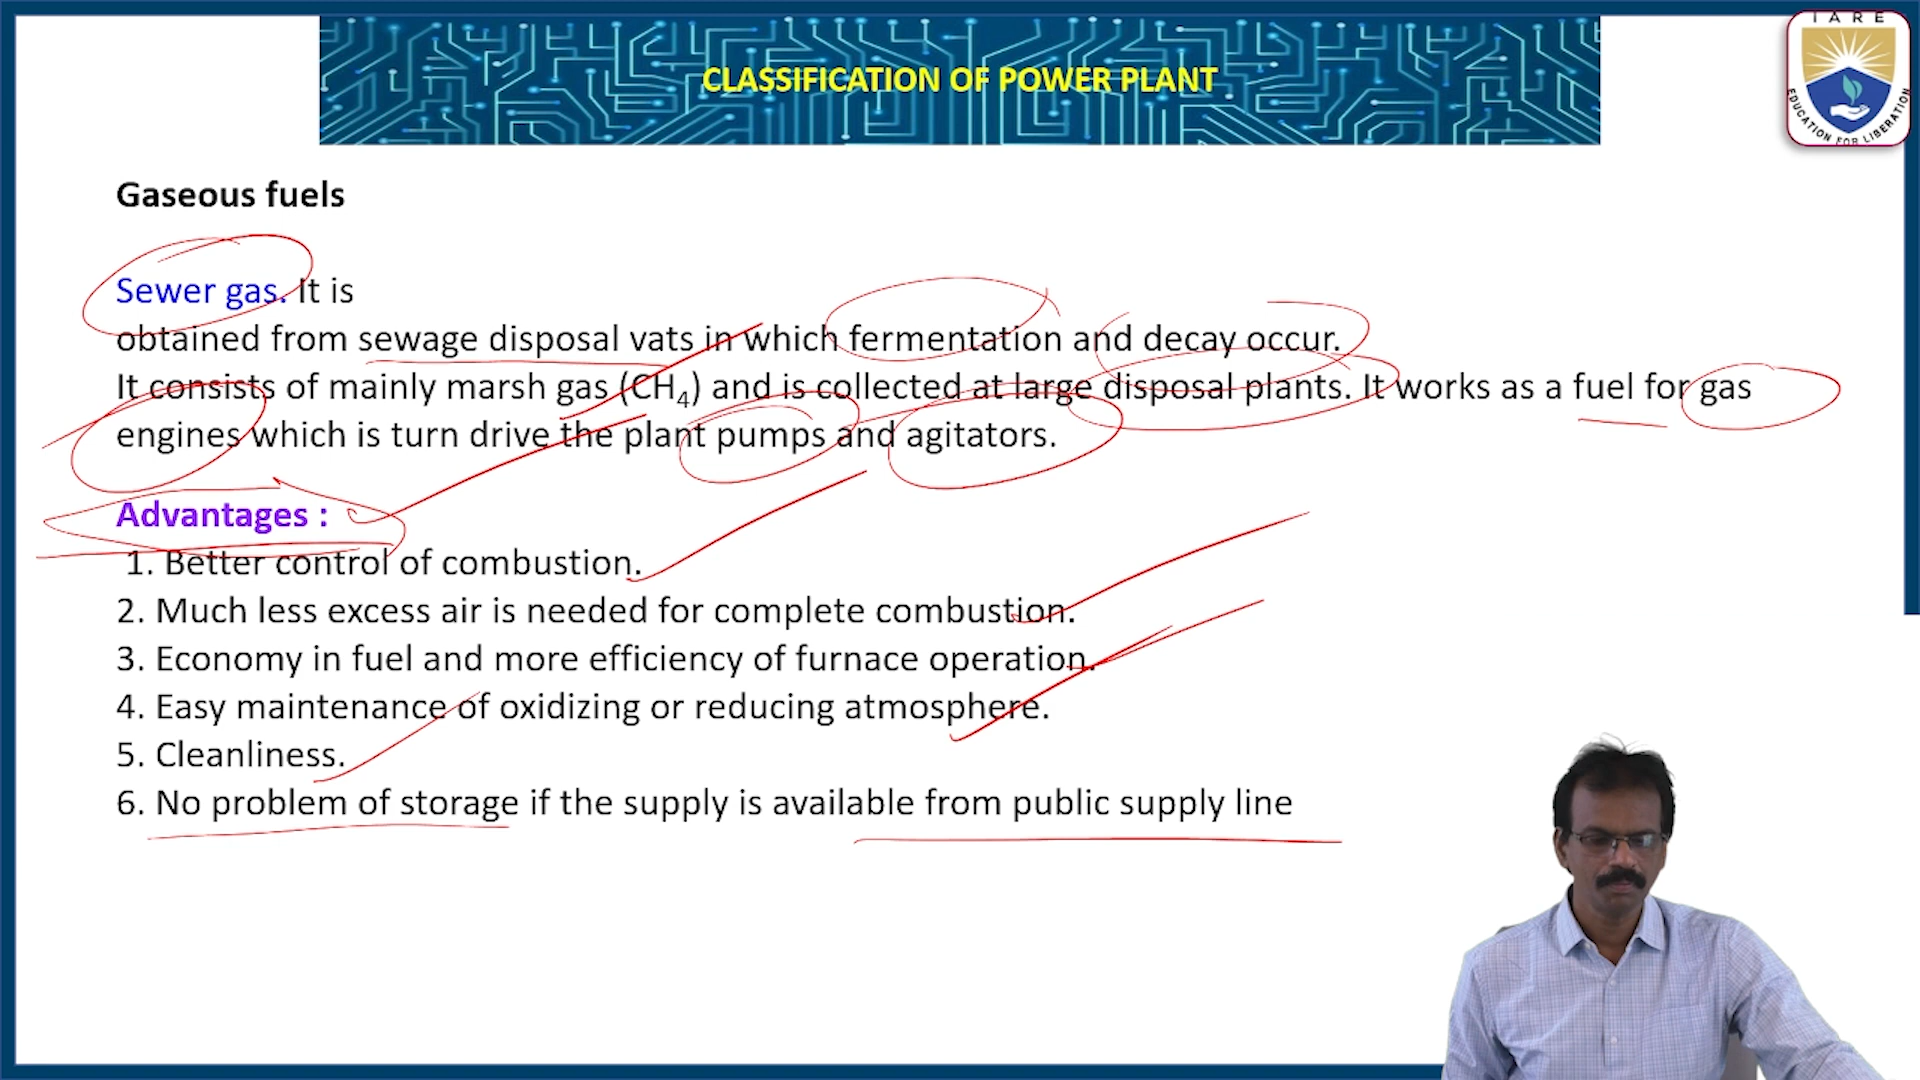 IARE
EDUCATION FOR LIBERATION
CLASSIFICATION OF POWER PLANT
Gaseous fuels
Sewer gas. It is
obtained from sewage disposal vats in which fermentation and decay occur.
It consists of mainly marsh gas (CH₄) and is collected at large disposal plants. It works as a fuel for gas
engines which is turn drive the plant pumps and agitators.
Advantages :
1. Better control of combustion.
2. Much less excess air is needed for complete combustion.
3. Economy in fuel and more efficiency of furnace operation.
4. Easy maintenance of oxidizing or reducing atmosphere.
5. Cleanliness.
6. No problem of storage if the supply is available from public supply line